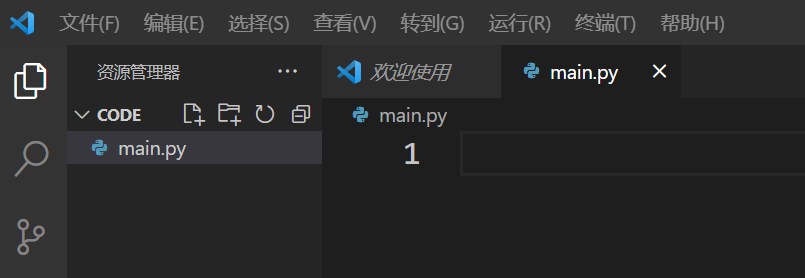 文件(F) 编辑(E) 选择(S) 查看(V) 转到(G) 运行(R) 终端(T) 帮助(H)
资源管理器 ··· 欢迎使用 main.py
CODE main.py
main.py 1